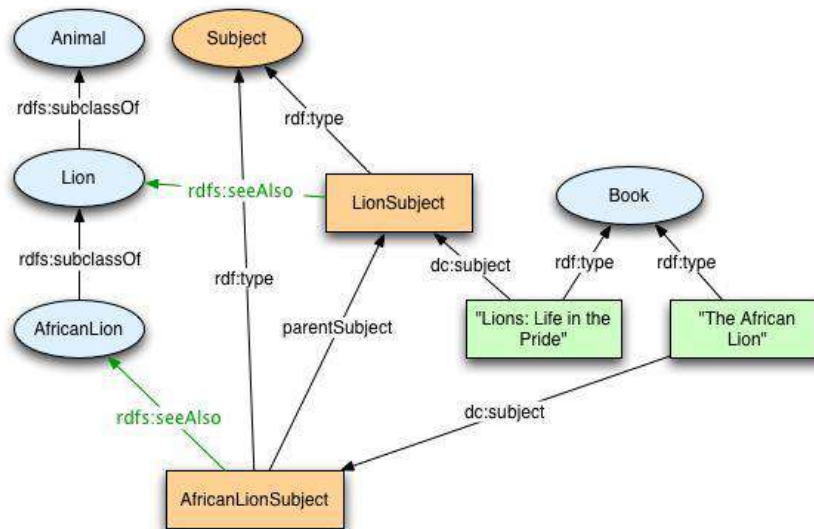 Animal
Subject
rdfs:subclassOf
rdf:type
Lion
rdfs:seeAlso
LionSubject
Book
rdfs:subclassOf
rdf:type
dc:subject
rdf:type
rdf:type
AfricanLion
parentSubject
"Lions: Life in the
Pride"
"The African
Lion"
rdfs:seeAlso
dc:subject
AfricanLionSubject